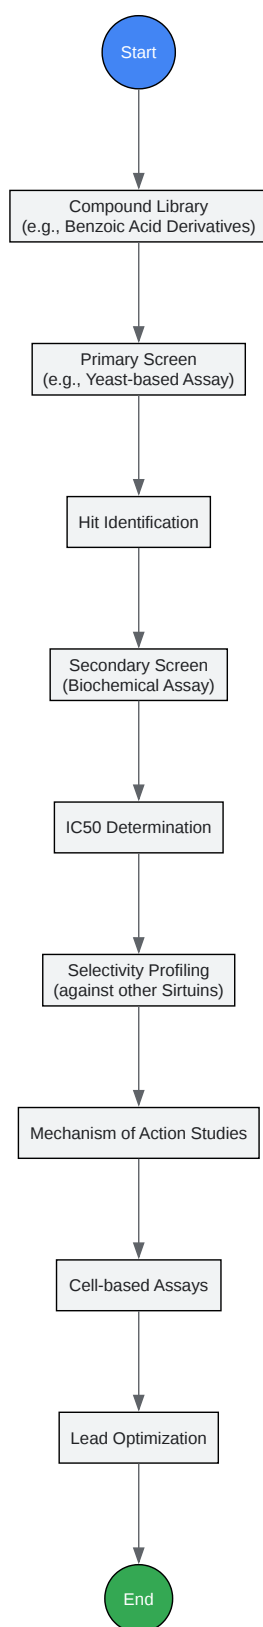 Start
Compound Library
(e.g., Benzoic Acid Derivatives)
Primary Screen
(e.g., Yeast-based Assay)
Hit Identification
Secondary Screen
(Biochemical Assay)
IC50 Determination
Selectivity Profiling
(against other Sirtuins)
Mechanism of Action Studies
Cell-based Assays
Lead Optimization
End